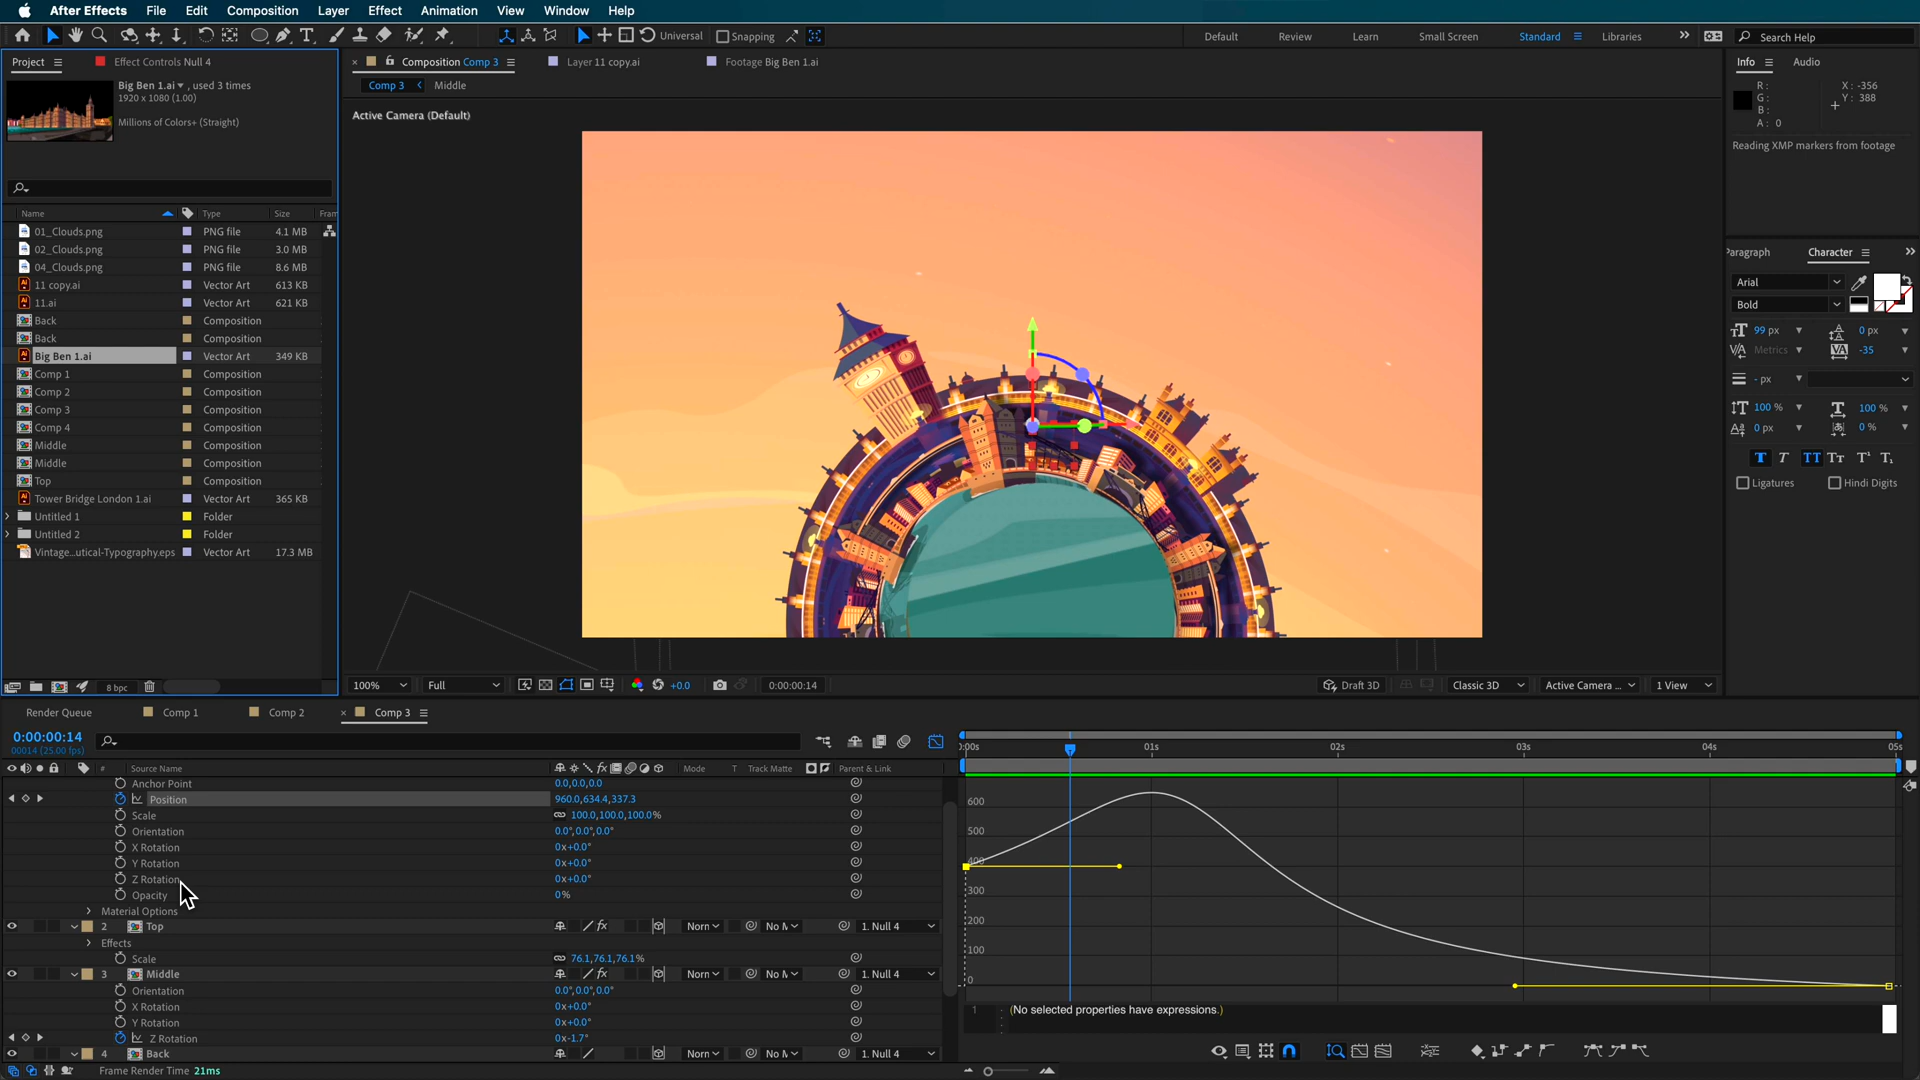 After Effects File Edit Composition Layer Effect Animation View Window Help
Universal Snapping Default Review Learn Small Screen Standard Libraries Search Help
Project Effect Controls Null 4
Composition Comp 3 Layer 11 copy.ai Footage Big Ben 1.ai
Info Audio
Big Ben 1.ai , used 3 times
1920 x 1080 (1.00)
Millions of Colors+ (Straight)
Comp 3 Middle
Active Camera (Default)
R: X: -356
G: Y: 388
B:
A: 0
Reading XMP markers from footage
Name Type Size Fram
01_Clouds.png PNG file 4.1 MB
02_Clouds.png PNG file 3.0 MB
04_Clouds.png PNG file 8.6 MB
11 copy.ai Vector Art 613 KB
11.ai Vector Art 621 KB
Back Composition
Back Composition
Big Ben 1.ai Vector Art 349 KB
Comp 1 Composition
Comp 2 Composition
Comp 3 Composition
Comp 4 Composition
Middle Composition
Middle Composition
Top Composition
Tower Bridge London 1.ai Vector Art 365 KB
Untitled 1 Folder
Untitled 2 Folder
Vintage...utical-Typography.eps Vector Art 17.3 MB
8 bpc
Paragraph Character
Arial
Bold
99 px 0 px
Metrics -35
- px
100 % 100 %
0 px 0 %
T T TT Tt T¹ T₁
Ligatures Hindi Digits
100% Full +0.0 0:00:00:14 Draft 3D Classic 3D Active Camera ... 1 View
Render Queue Comp 1 Comp 2 Comp 3
0:00:00:14
00014 (25.00 fps)
# Source Name fx Mode T Track Matte Parent & Link
Anchor Point 0.0,0.0,0.0
Position 960.0,634.4,337.3
Scale 100.0,100.0,100.0%
Orientation 0.0°,0.0°,0.0°
X Rotation 0x+0.0°
Y Rotation 0x+0.0°
Z Rotation 0x+0.0°
Opacity 0%
Material Options
2 Top fx Norm No M 1. Null 4
Effects
Scale 76.1,76.1,76.1%
3 Middle fx Norm No M 1. Null 4
Orientation 0.0°,0.0°,0.0°
X Rotation 0x+0.0°
Y Rotation 0x+0.0°
Z Rotation 0x-1.7°
4 Back Norm No M 1. Null 4
Frame Render Time 21ms
0:00s 01s 02s 03s 04s 05s
600
500
400
300
200
100
0
1 (No selected properties have expressions.)